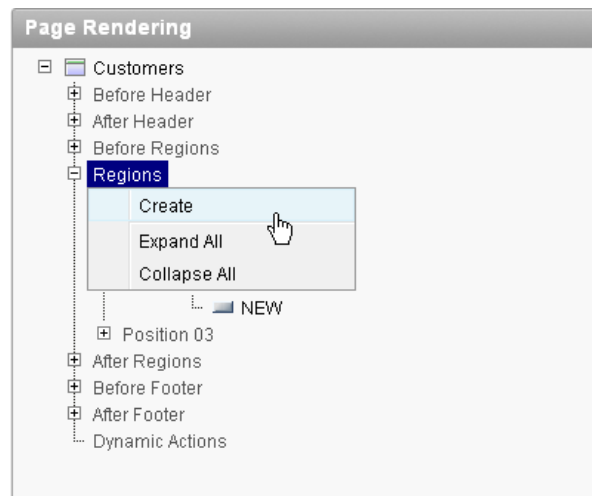 Page Rendering
Customers
Before Header
After Header
Before Regions
Regions
Create
Expand All
Collapse All
NEW
Position 03
After Regions
Before Footer
After Footer
Dynamic Actions